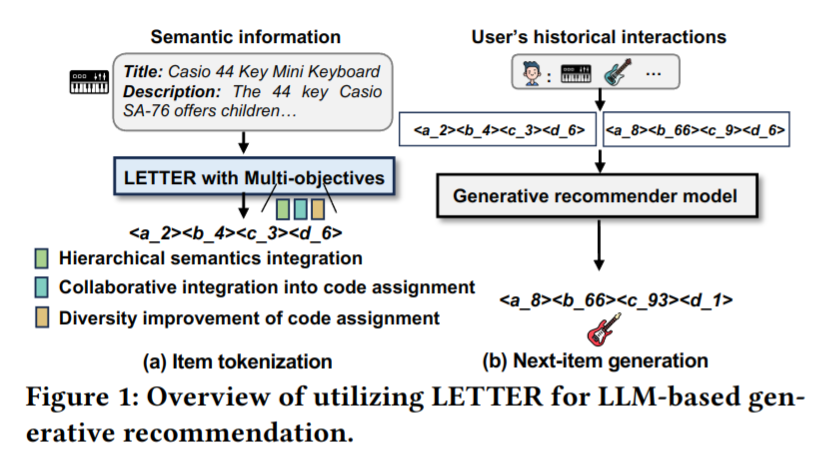 Semantic information
Title: Casio 44 Key Mini Keyboard
Description: The 44 key Casio
SA-76 offers children…
LETTER with Multi-objectives
<a_2><b_4><c_3><d_6>
Hierarchical semantics integration
Collaborative integration into code assignment
Diversity improvement of code assignment
(a) Item tokenization
User's historical interactions
: ...
<a_2><b_4><c_3><d_6>
<a_8><b_66><c_9><d_6>
Generative recommender model
<a_8><b_66><c_93><d_1>
(b) Next-item generation
Figure 1: Overview of utilizing LETTER for LLM-based gen-
erative recommendation.